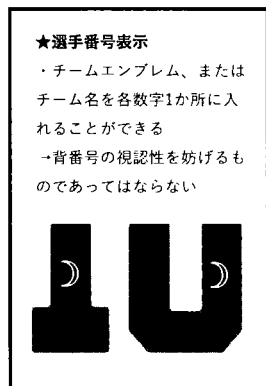 ★選手番号表示
・チームエンブレム、または
チーム名を各数字1か所に入
れることができる
→背番号の視認性を妨げるも
のであってはならない
10